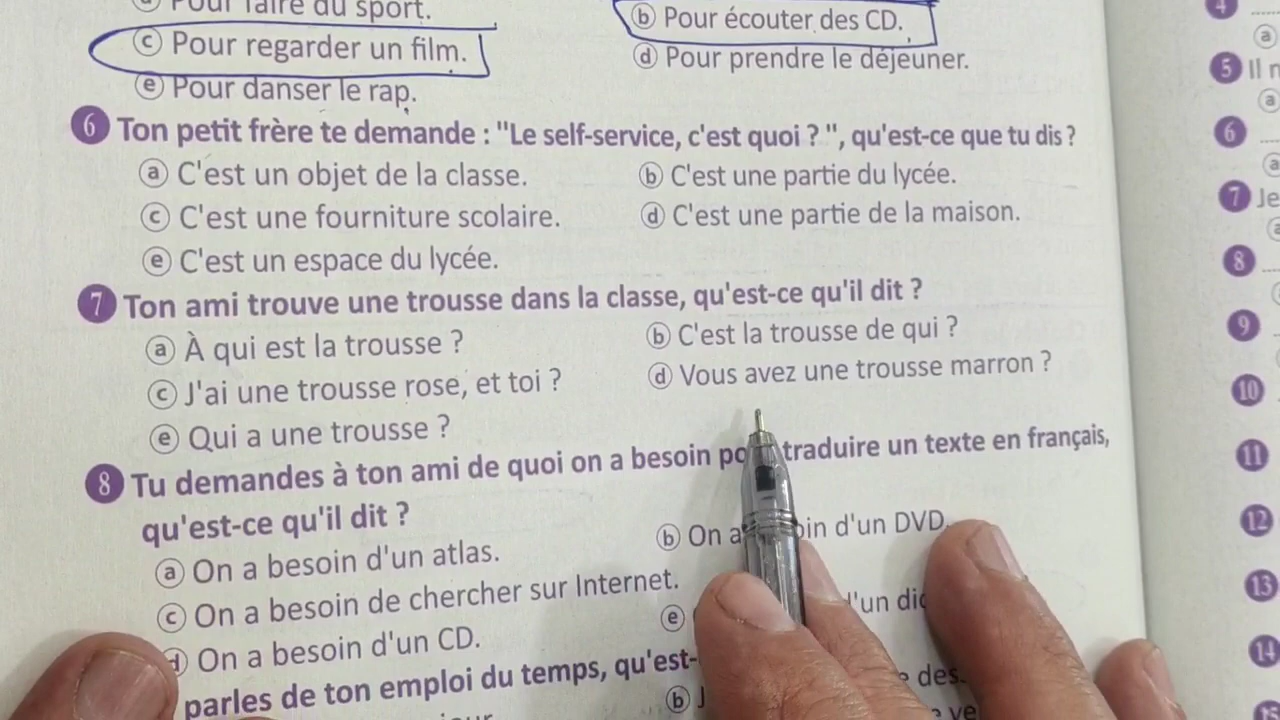 Pour faire du sport.
ⓑ Pour écouter des CD.
ⓒ Pour regarder un film.
ⓓ Pour prendre le déjeuner.
ⓔ Pour danser le rap.
6 Ton petit frère te demande : "Le self-service, c'est quoi ? ", qu'est-ce que tu dis ?
ⓐ C'est un objet de la classe.
ⓑ C'est une partie du lycée.
ⓒ C'est une fourniture scolaire.
ⓓ C'est une partie de la maison.
ⓔ C'est un espace du lycée.
7 Ton ami trouve une trousse dans la classe, qu'est-ce qu'il dit ?
ⓐ À qui est la trousse ?
ⓑ C'est la trousse de qui ?
ⓒ J'ai une trousse rose, et toi ?
ⓓ Vous avez une trousse marron ?
ⓔ Qui a une trousse ?
8 Tu demandes à ton ami de quoi on a besoin traduire un texte en français,
qu'est-ce qu'il dit ?
ⓐ On a besoin d'un atlas.
ⓑ On d'un DVD.
ⓒ On a besoin de chercher sur Internet.
ⓔ d'un
ⓓ On a besoin d'un CD.
parles de ton emploi du temps,
ⓑ
4
ⓐ
5 Il
ⓐ
6
ⓐ
7 Je
8
9
10
11
12
13
14